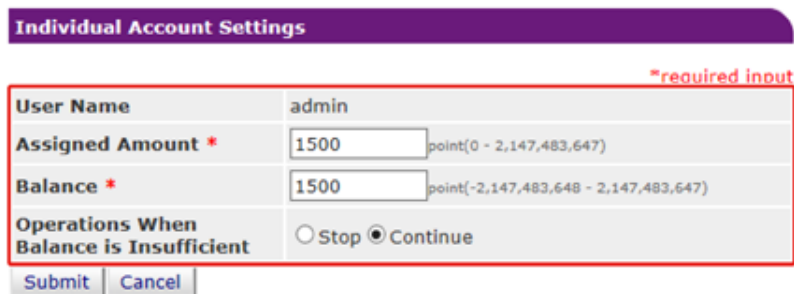 Individual Account Settings
*required input
User Name admin
Assigned Amount * 1500 point(0 - 2,147,483,647)
Balance * 1500 point(-2,147,483,648 - 2,147,483,647)
Operations When
Balance is Insufficient Stop Continue
Submit Cancel